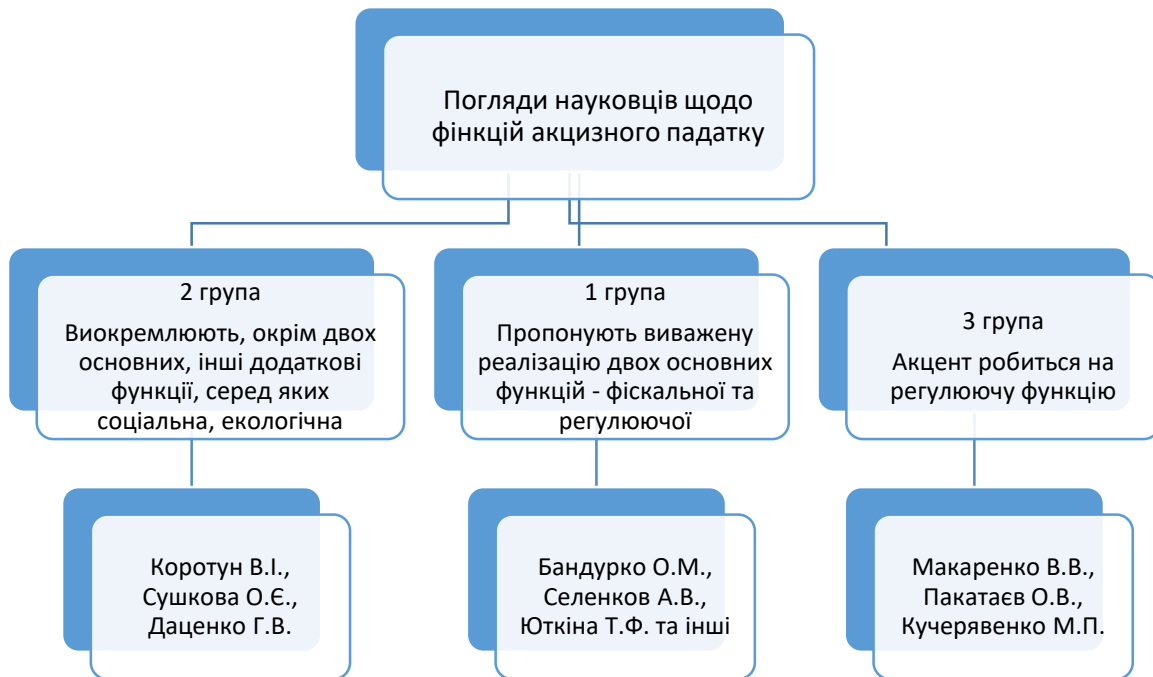 Погляди науковців щодо
фінкцій акцизного падатку
2 група
Виокремлюють, окрім двох
основних, інші додаткові
функції, серед яких
соціальна, екологічна
1 група
Пропонують виважену
реалізацію двох основних
функцій - фіскальної та
регулюючої
3 група
Акцент робиться на
регулюючу функцію
Коротун В.І.,
Сушкова О.Є.,
Даценко Г.В.
Бандурко О.М.,
Селенков А.В.,
Юткіна Т.Ф. та інші
Макаренко В.В.,
Пакатаєв О.В.,
Кучерявенко М.П.